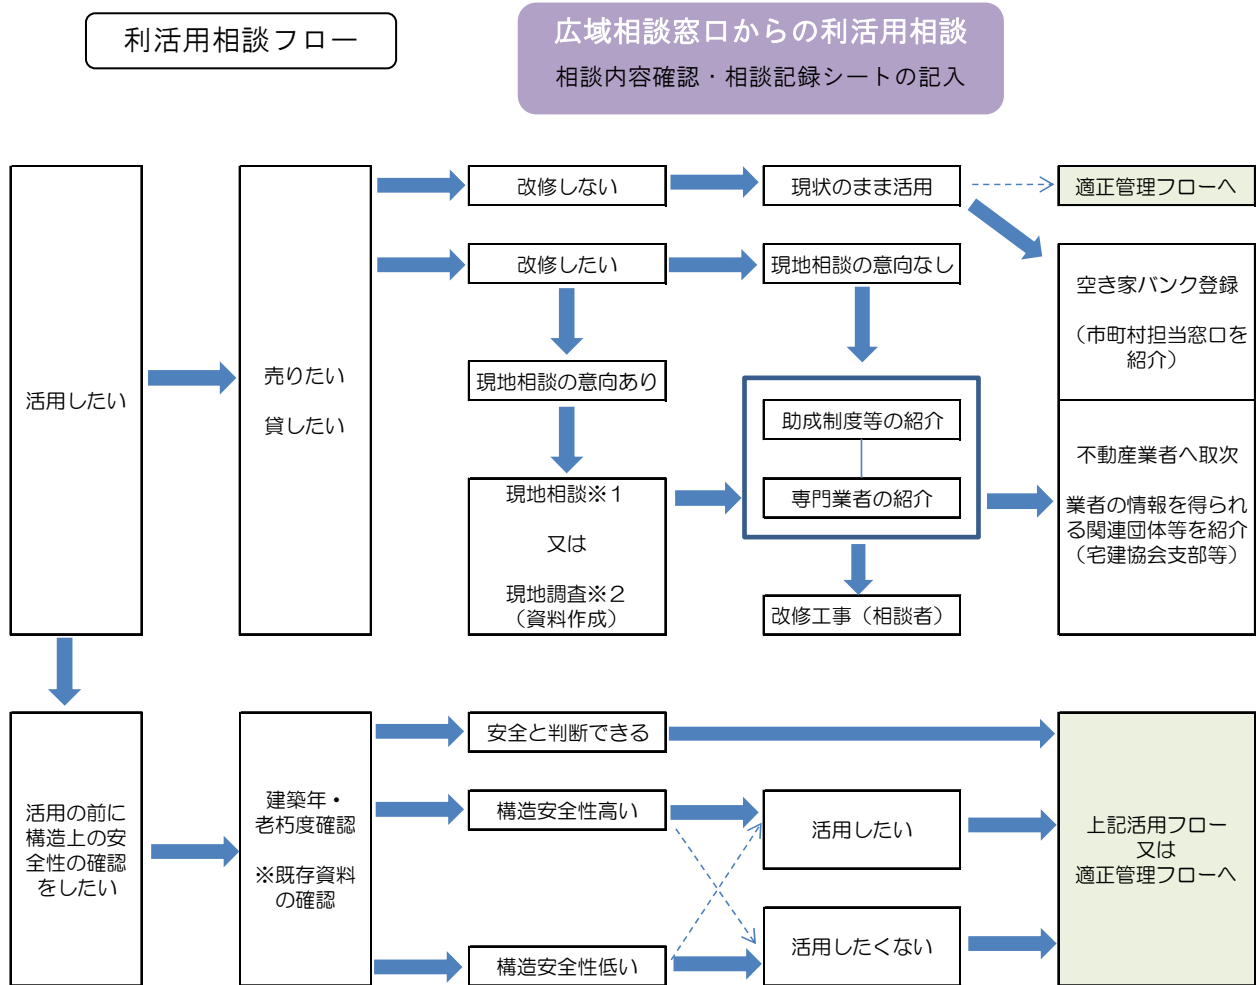 利活用相談フロー
広域相談窓口からの利活用相談
相談内容確認・相談記録シートの記入
活用したい
売りたい
貸したい
改修しない
現状のまま活用
適正管理フローへ
改修したい
現地相談の意向なし
空き家バンク登録
（市町村担当窓口を
紹介）
現地相談の意向あり
助成制度等の紹介
専門業者の紹介
現地相談※1
又は
現地調査※2
（資料作成）
改修工事（相談者）
不動産業者へ取次
業者の情報を得られ
る関連団体等を紹介
（宅建協会支部等）
活用の前に
構造上の安
全性の確認
をしたい
建築年・
老朽度確認
※既存資料
の確認
安全と判断できる
構造安全性高い
活用したい
構造安全性低い
活用したくない
上記活用フロー
又は
適正管理フローへ